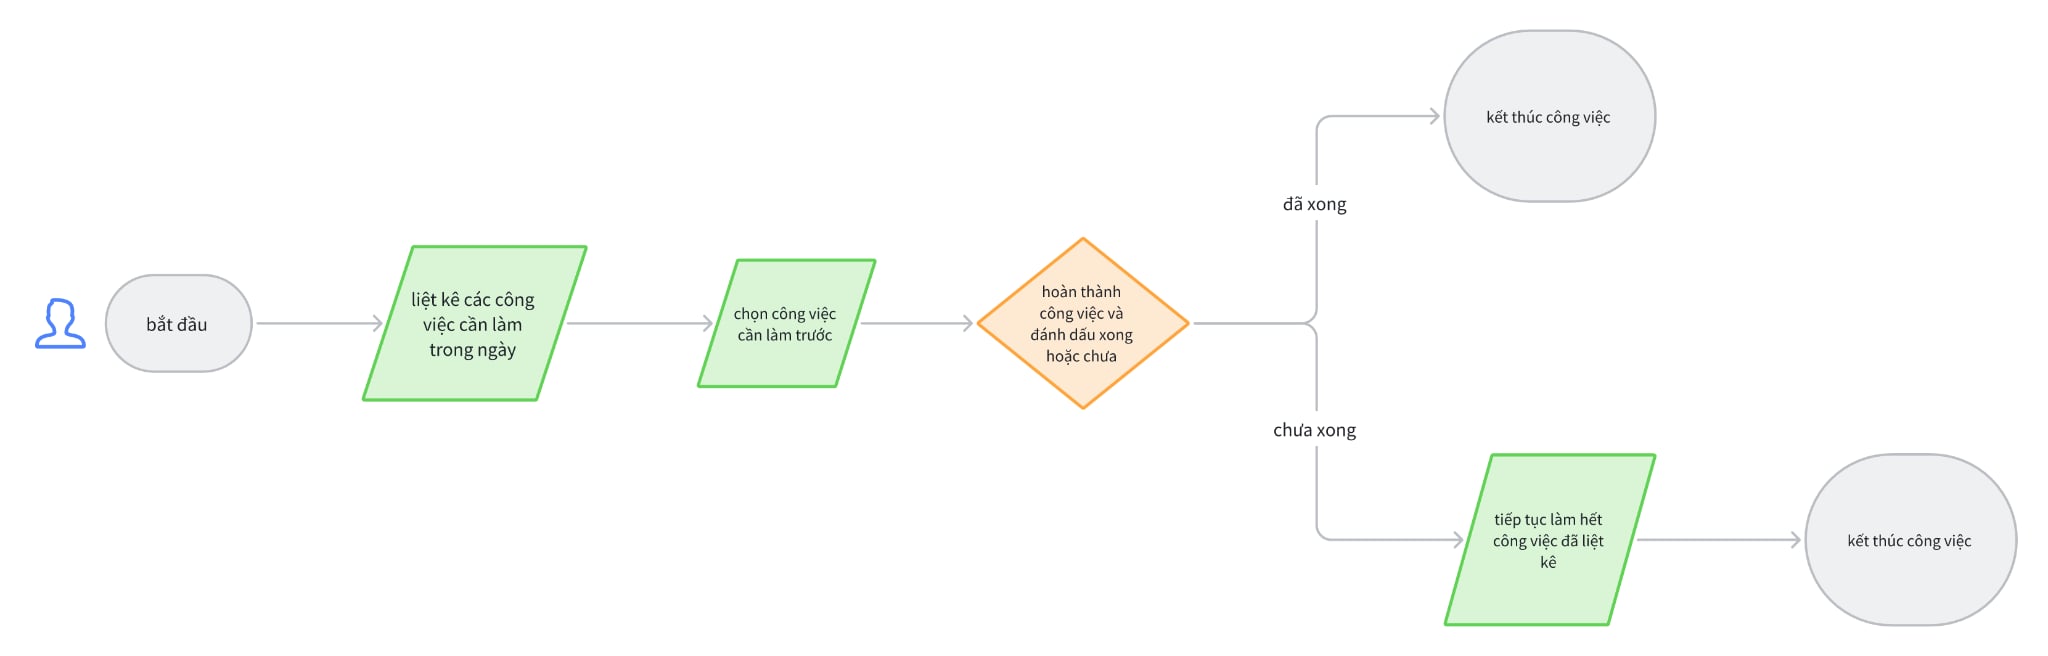 bắt đầu
liệt kê các công
việc cần làm
trong ngày
chọn công việc
cần làm trước
hoàn thành
công việc và
đánh dấu xong
hoặc chưa
đã xong
kết thúc công việc
chưa xong
tiếp tục làm hết
công việc đã liệt
kê
kết thúc công việc